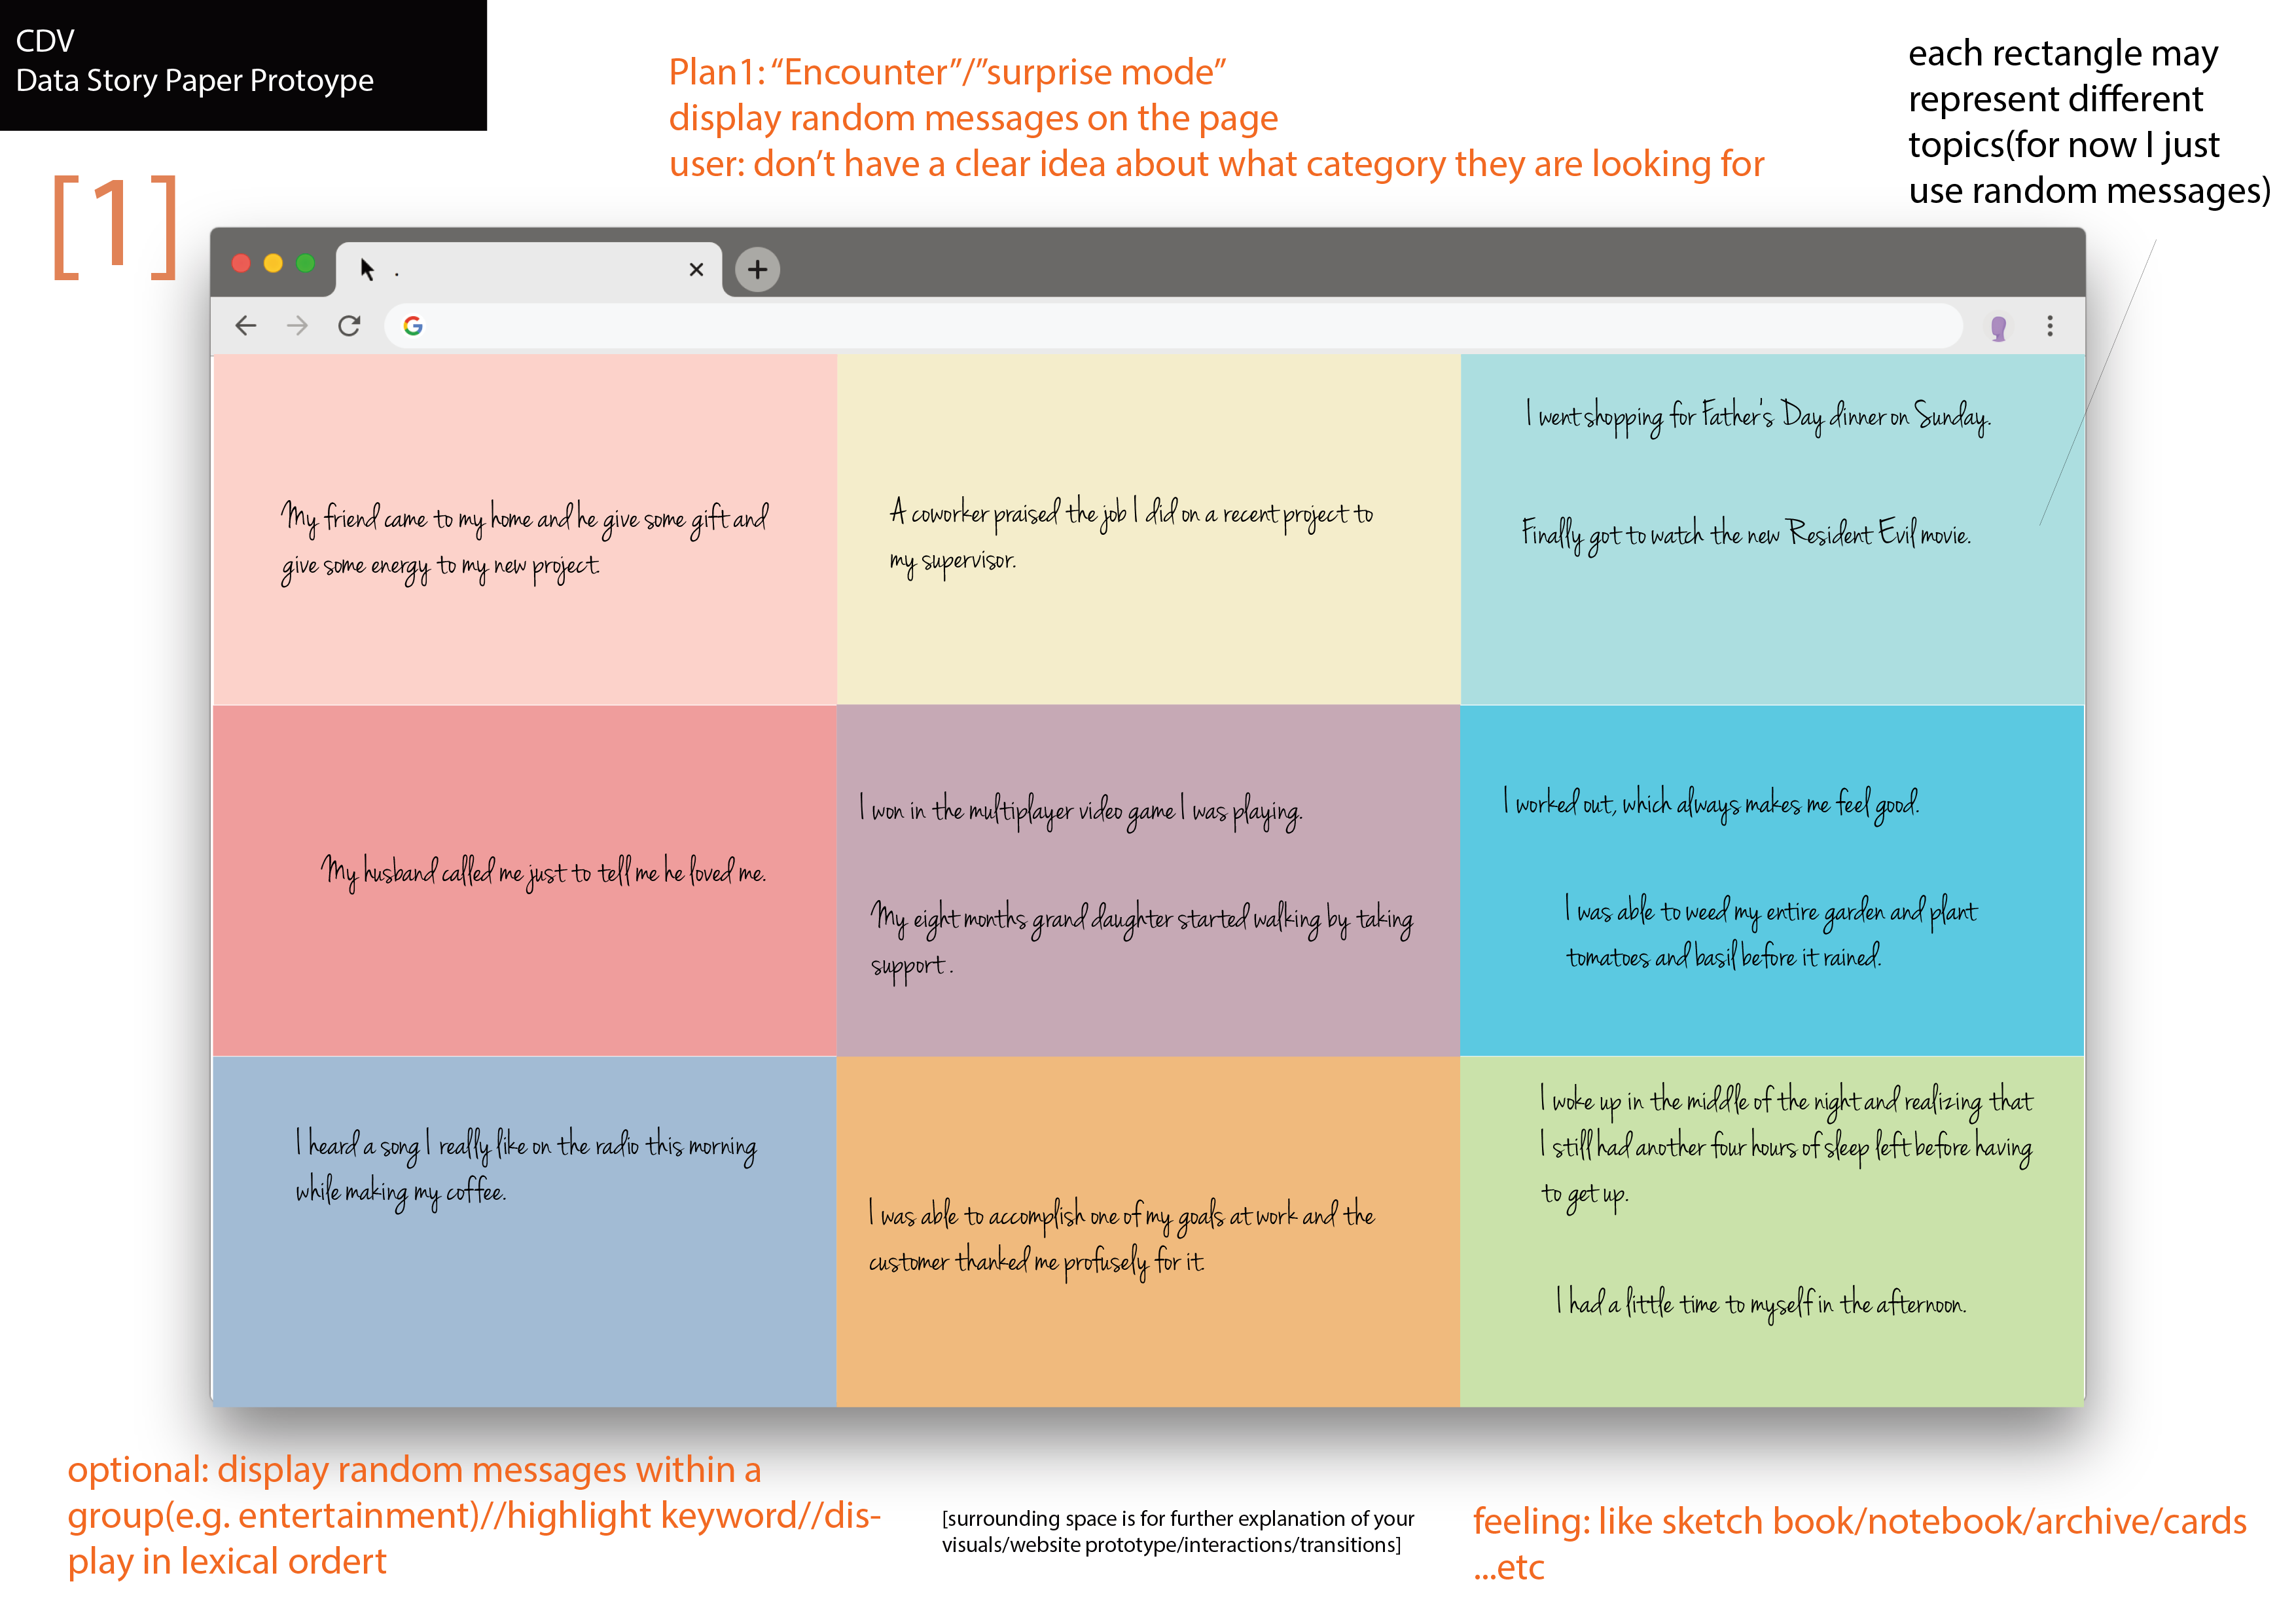 CDV
Data Story Paper Protoype
Plan1: “Encounter”/”surprise mode”
display random messages on the page
user: don’t have a clear idea about what category they are looking for
each rectangle may
represent different
topics(for now I just
use random messages)
[1]
.
My friend came to my home and he give some gift and
give some energy to my new project.
A coworker praised the job I did on a recent project to
my supervisor.
I went shopping for Father's Day dinner on Sunday.
Finally got to watch the new Resident Evil movie.
My husband called me just to tell me he loved me.
I won in the multiplayer video game I was playing.
My eight months grand daughter started walking by taking
support .
I worked out, which always makes me feel good.
I was able to weed my entire garden and plant
tomatoes and basil before it rained.
I heard a song I really like on the radio this morning
while making my coffee.
I was able to accomplish one of my goals at work and the
customer thanked me profusely for it.
I woke up in the middle of the night and realizing that
I still had another four hours of sleep left before having
to get up.
I had a little time to myself in the afternoon.
optional: display random messages within a
group(e.g. entertainment)//highlight keyword//dis-
play in lexical ordert
[surrounding space is for further explanation of your
visuals/website prototype/interactions/transitions]
feeling: like sketch book/notebook/archive/cards
...etc